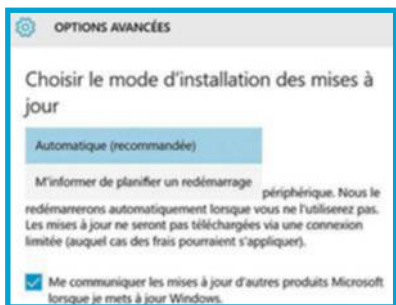 OPTIONS AVANCÉES
Choisir le mode d'installation des mises à
jour
Automatique (recommandée)
M'informer de planifier un redémarrage
périphérique. Nous le
redémarrerons automatiquement lorsque vous ne l'utiliserez pas.
Les mises à jour ne seront pas téléchargées via une connexion
limitée (auquel cas des frais pourraient s'appliquer).
Me communiquer les mises à jour d'autres produits Microsoft
lorsque je mets à jour Windows.